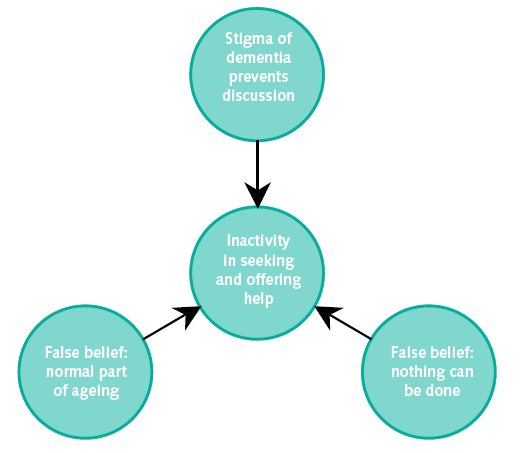 Stigma of
dementia
prevents
discussion
Inactivity
in seeking
and offering
help
False belief:
normal part
of ageing
False belief:
nothing can
be done